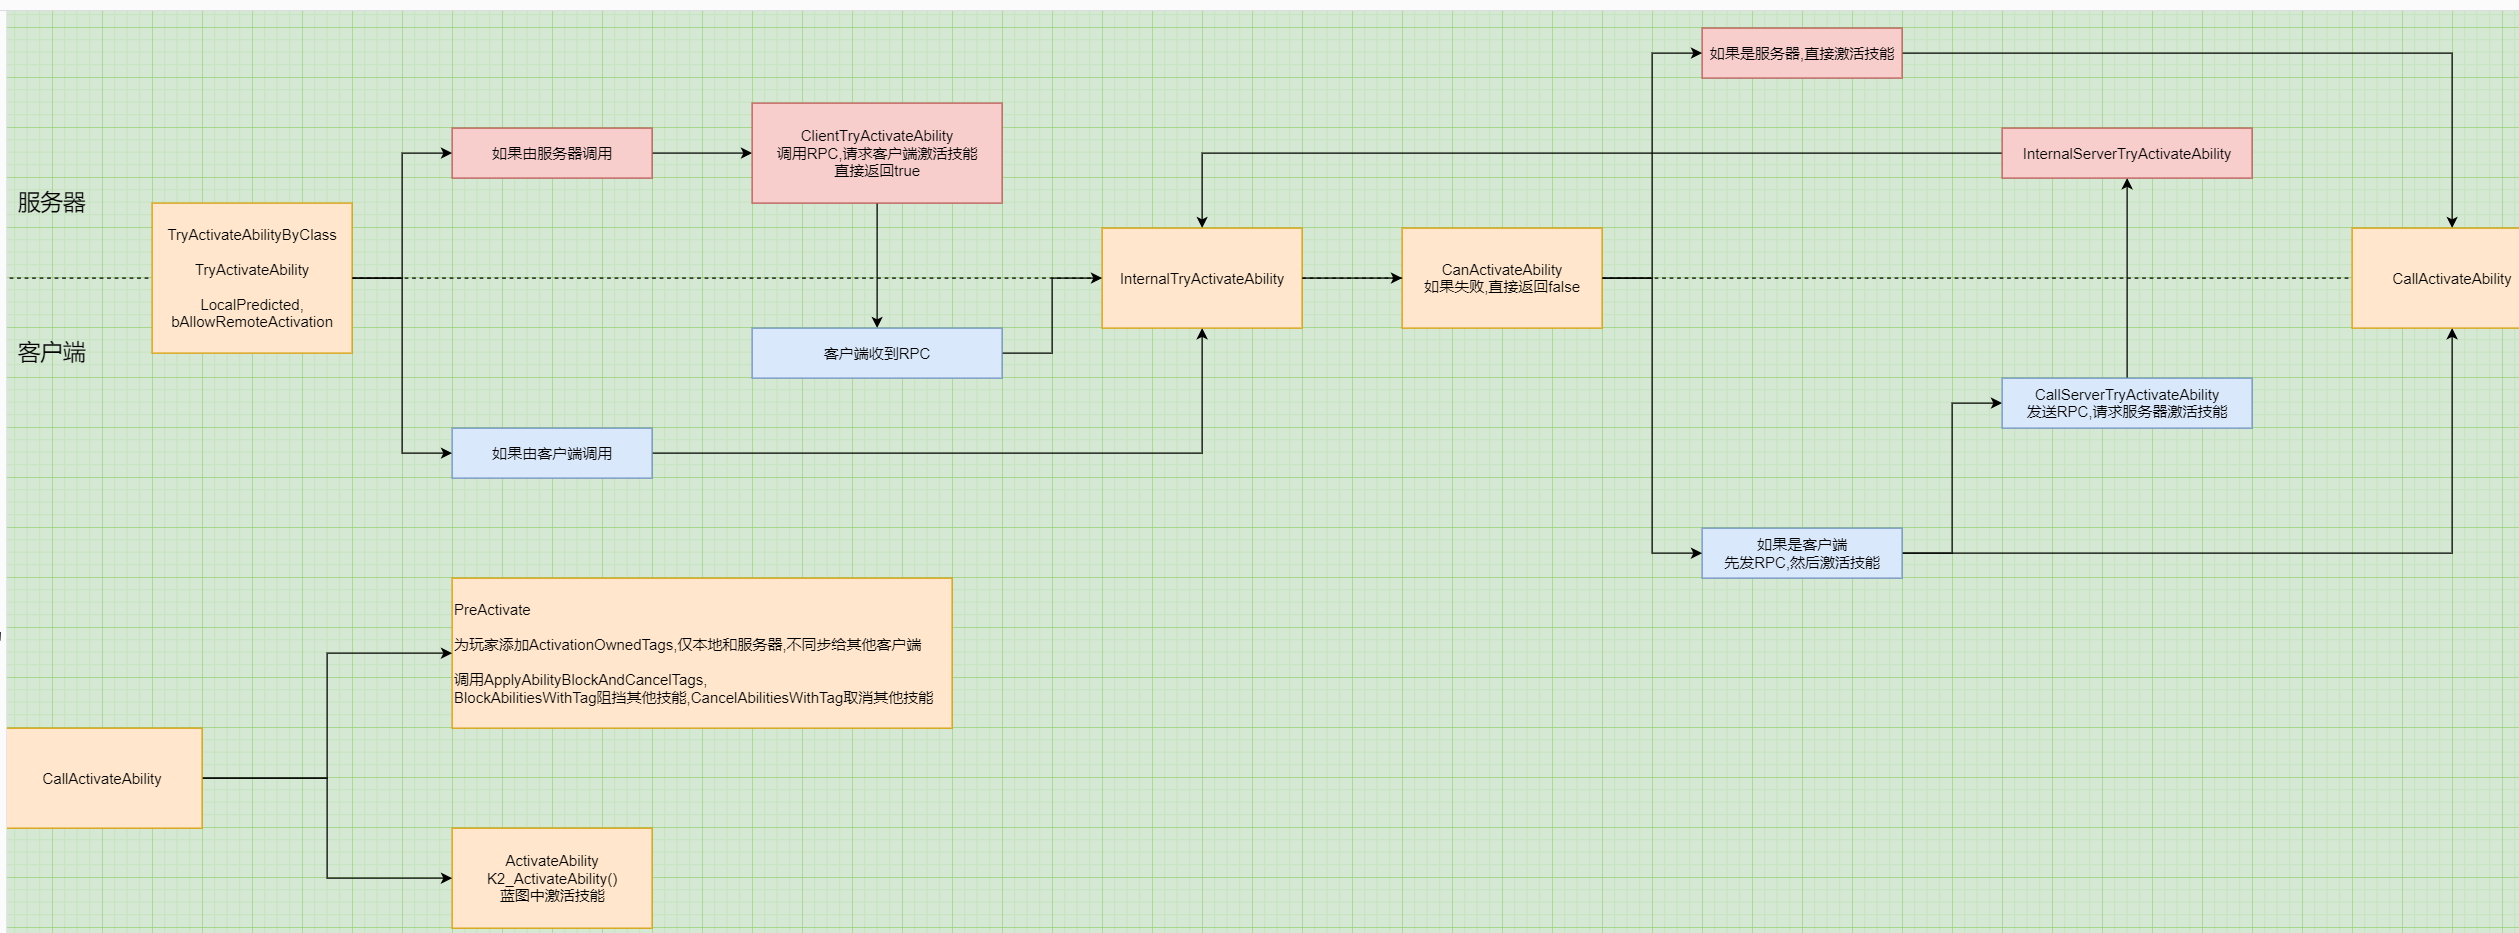 服务器
客户端
TryActivateAbilityByClass
TryActivateAbility
LocalPredicted,
bAllowRemoteActivation
如果由服务器调用
ClientTryActivateAbility
调用RPC,请求客户端激活技能
直接返回true
客户端收到RPC
如果由客户端调用
InternalTryActivateAbility
CanActivateAbility
如果失败,直接返回false
如果是服务器,直接激活技能
InternalServerTryActivateAbility
CallServerTryActivateAbility
发送RPC,请求服务器激活技能
如果是客户端
先发RPC,然后激活技能
CallActivateAbility
CallActivateAbility
PreActivate
为玩家添加ActivationOwnedTags,仅本地和服务器,不同步给其他客户端
调用ApplyAbilityBlockAndCancelTags,
BlockAbilitiesWithTag阻挡其他技能,CancelAbilitiesWithTag取消其他技能
ActivateAbility
K2_ActivateAbility()
蓝图中激活技能